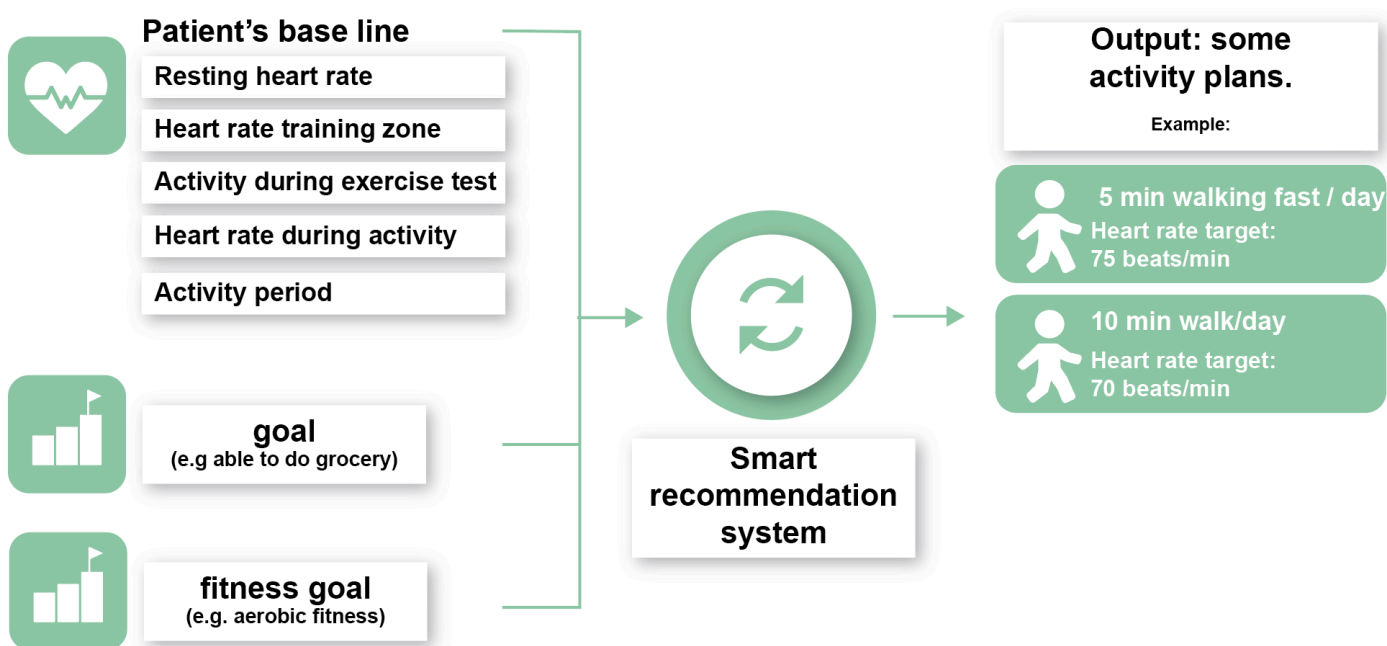 Patient's base line
Resting heart rate
Heart rate training zone
Activity during exercise test
Heart rate during activity
Activity period
goal
(e.g able to do grocery)
fitness goal
(e.g. aerobic fitness)
Smart
recommendation
system
Output: some
activity plans.
Example:
5 min walking fast / day
Heart rate target:
75 beats/min
10 min walk/day
Heart rate target:
70 beats/min